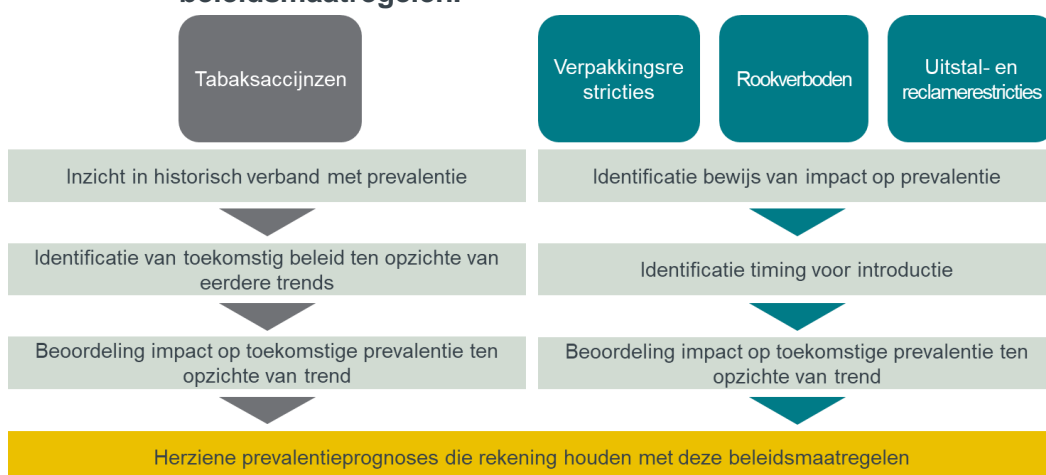 beleidsmaatregelen.
Tabaksaccijnzen
Verpakkingsre
stricties
Rookverboden
Uitstal- en
reclamerestricties
Inzicht in historisch verband met prevalentie
Identificatie bewijs van impact op prevalentie
Identificatie van toekomstig beleid ten opzichte van
eerdere trends
Identificatie timing voor introductie
Beoordeling impact op toekomstige prevalentie ten
opzichte van trend
Beoordeling impact op toekomstige prevalentie ten
opzichte van trend
Herziene prevalentieprognoses die rekening houden met deze beleidsmaatregelen